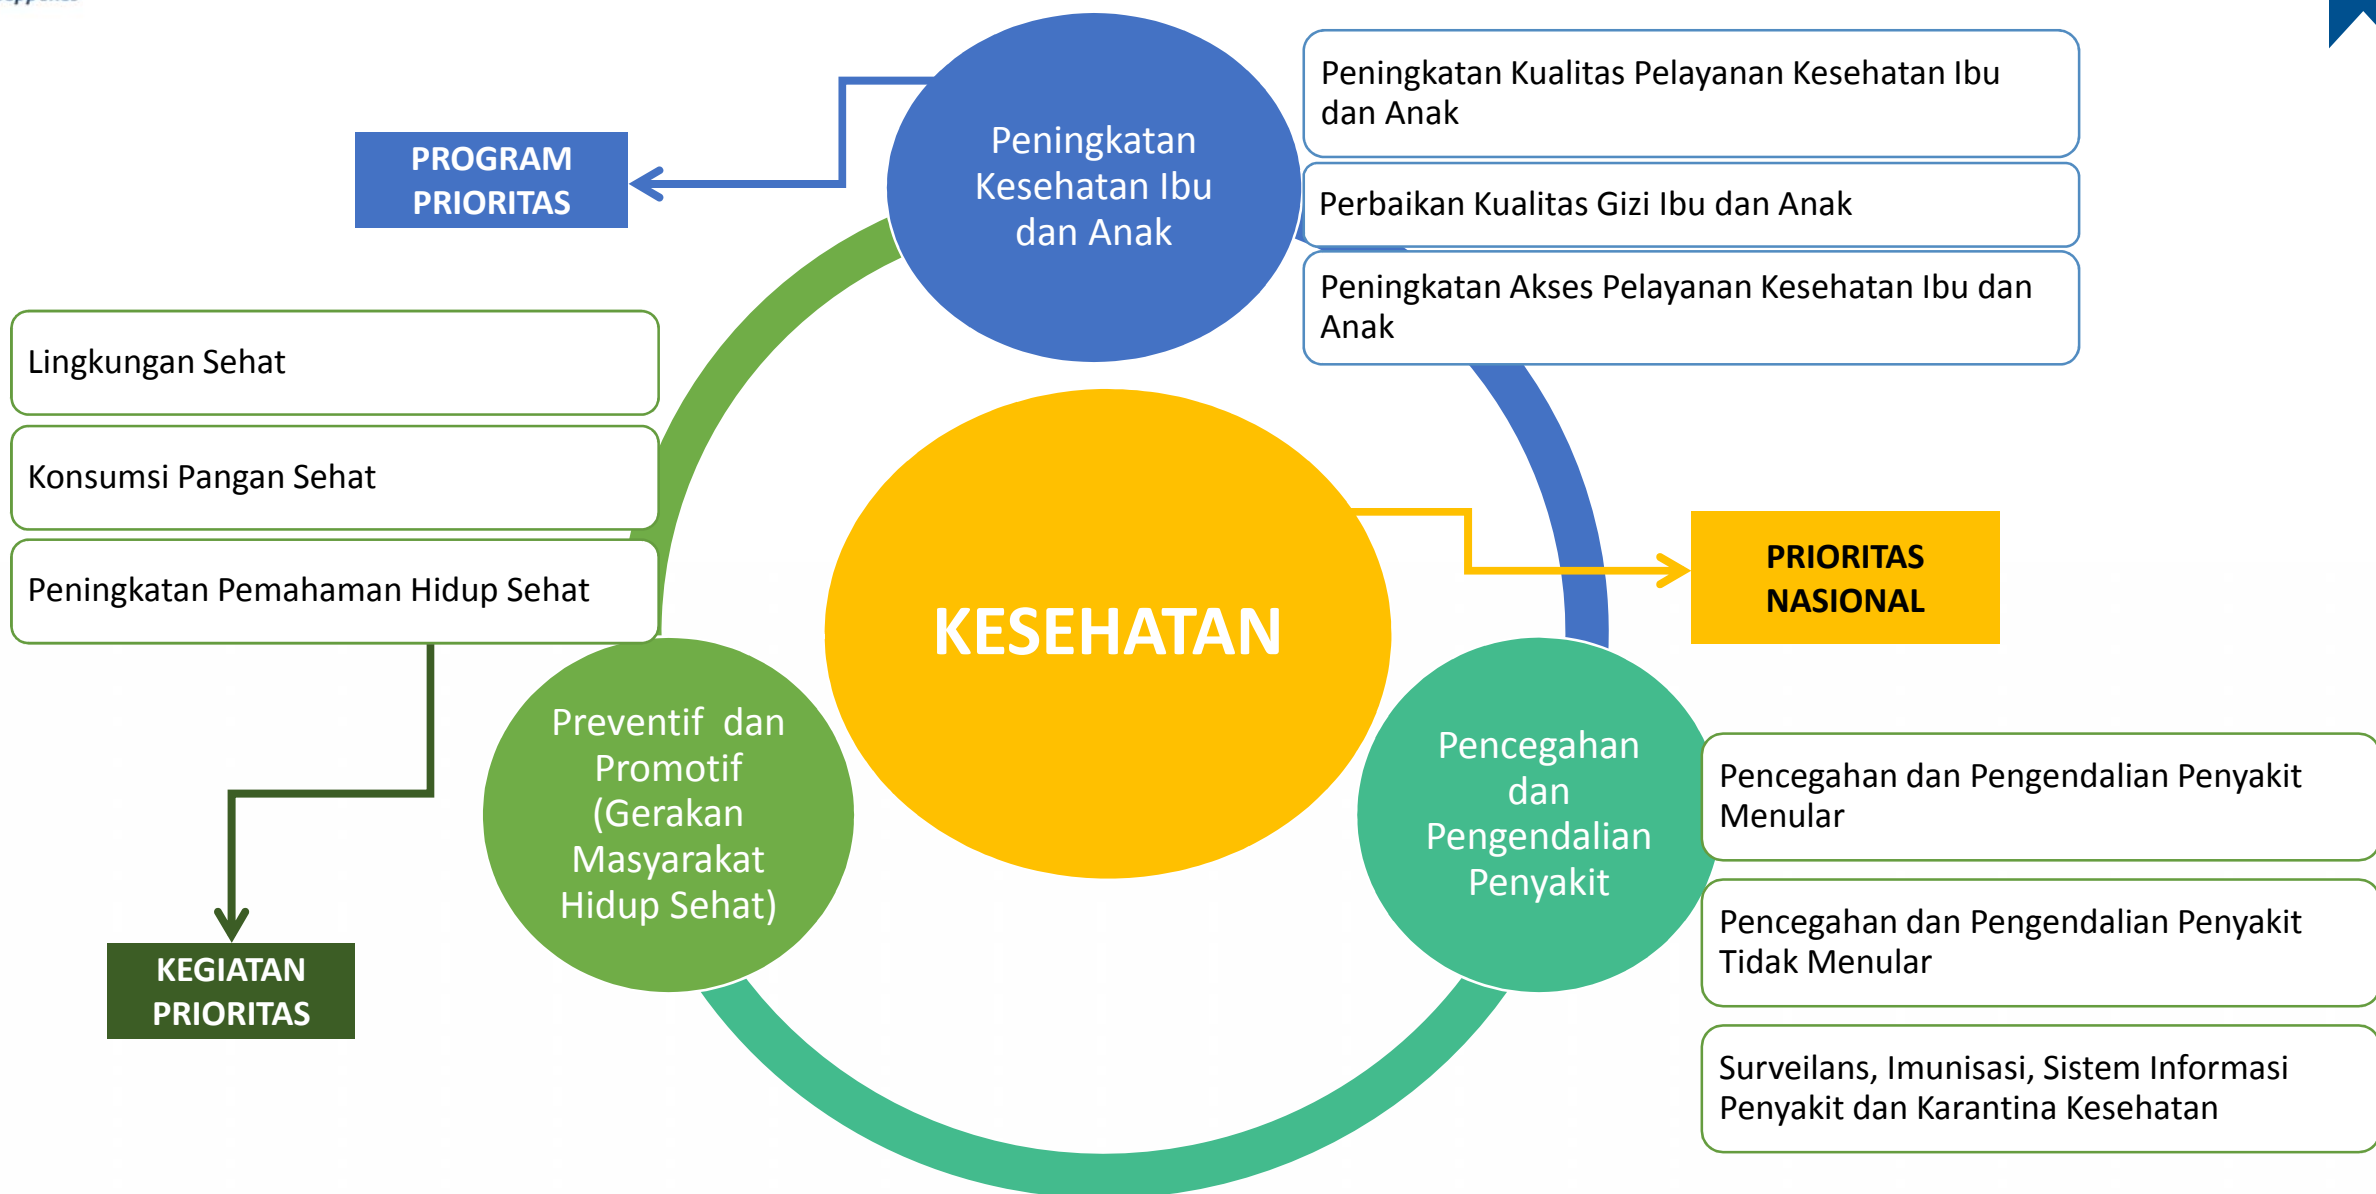 Peningkatan
Kesehatan Ibu
dan Anak
PROGRAM
PRIORITAS
Peningkatan Kualitas Pelayanan Kesehatan Ibu
dan Anak
Perbaikan Kualitas Gizi Ibu dan Anak
Peningkatan Akses Pelayanan Kesehatan Ibu dan
Anak
Lingkungan Sehat
Konsumsi Pangan Sehat
Peningkatan Pemahaman Hidup Sehat
KESEHATAN
PRIORITAS
NASIONAL
Preventif dan
Promotif
(Gerakan
Masyarakat
Hidup Sehat)
Pencegahan
dan
Pengendalian
Penyakit
Pencegahan dan Pengendalian Penyakit
Menular
Pencegahan dan Pengendalian Penyakit
Tidak Menular
Surveilans, Imunisasi, Sistem Informasi
Penyakit dan Karantina Kesehatan
KEGIATAN
PRIORITAS